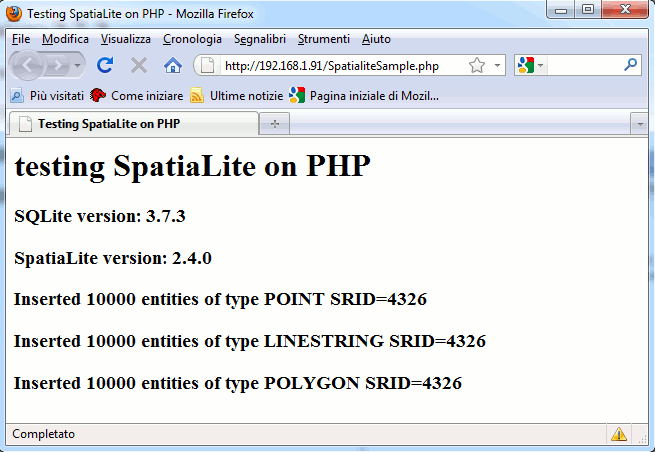 Testing SpatiaLite on PHP - Mozilla Firefox
File Modifica Visualizza Cronologia Segnalibri Strumenti Aiuto
http://192.168.1.91/SpatialiteSample.php
Più visitati Come iniziare Ultime notizie Pagina iniziale di Mozil...
Testing SpatiaLite on PHP
testing SpatiaLite on PHP
SQLite version: 3.7.3
SpatiaLite version: 2.4.0
Inserted 10000 entities of type POINT SRID=4326
Inserted 10000 entities of type LINESTRING SRID=4326
Inserted 10000 entities of type POLYGON SRID=4326
Completato